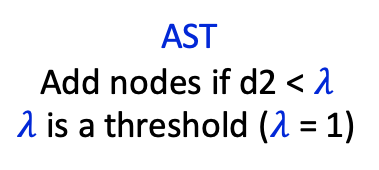 AST
Add nodes if d2 < λ
λ is a threshold (λ = 1)